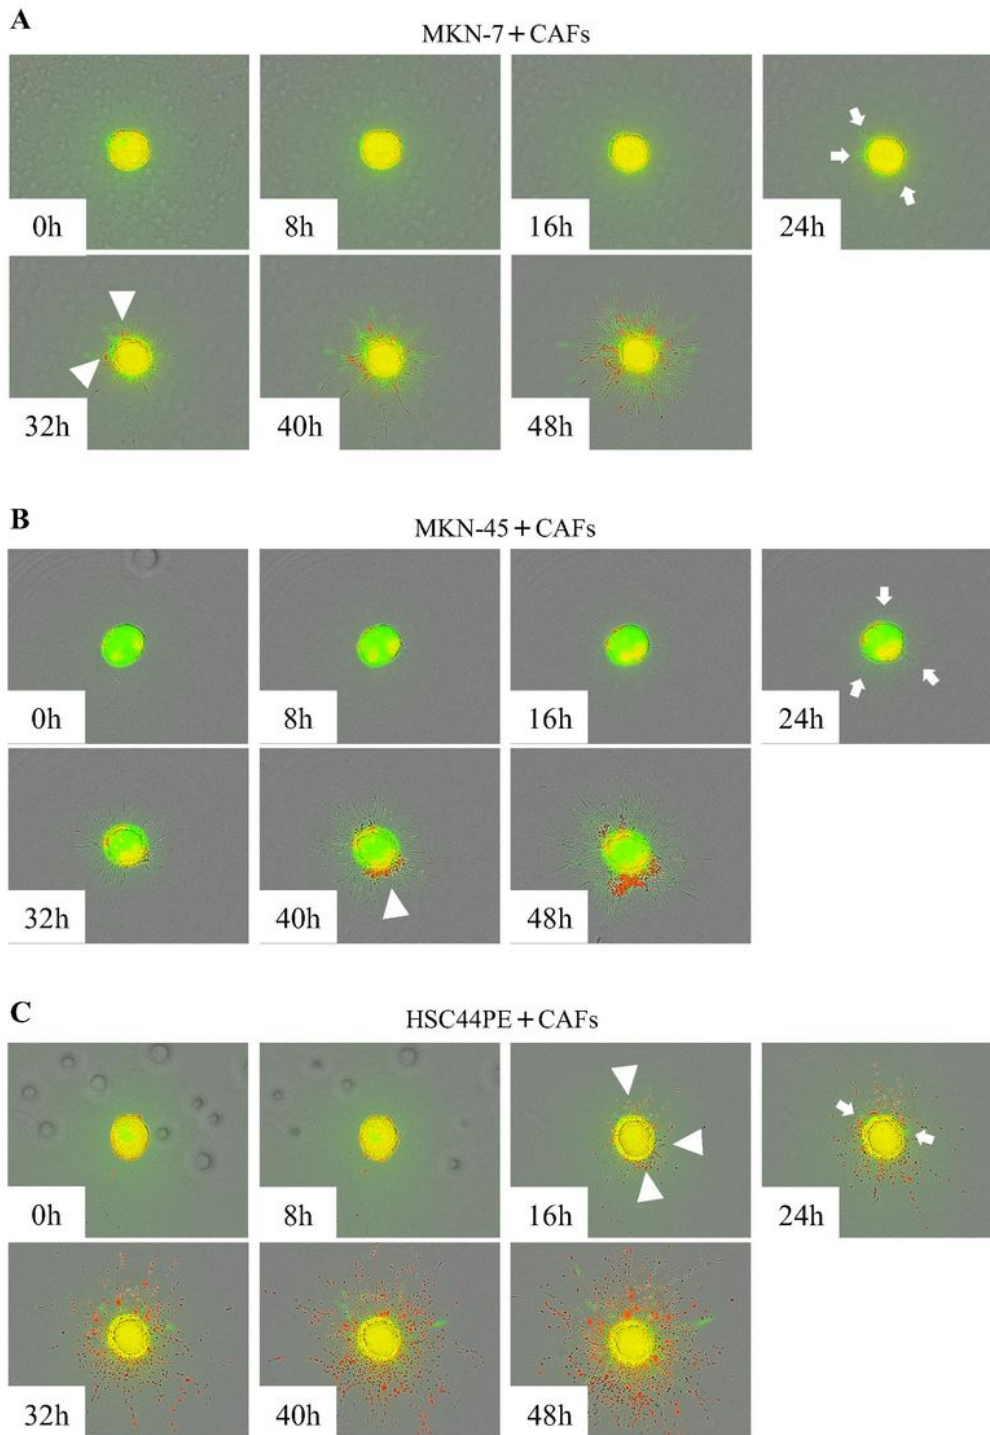 A
MKN-7+CAFs
0h
8h
16h
24h
32h
40h
48h
B
MKN-45+CAFs
0h
8h
16h
24h
32h
40h
48h
C
HSC44PE+CAFs
0h
8h
16h
24h
32h
40h
48h